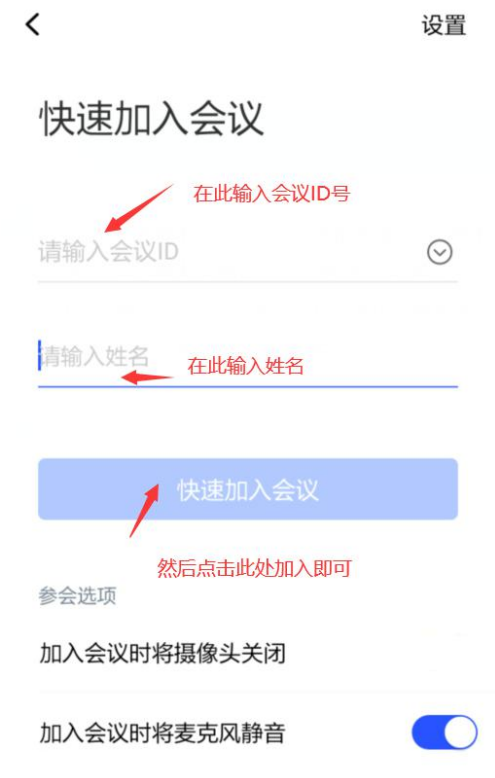 设置
快速加入会议
在此输入会议ID号
请输入会议ID
请输入姓名
在此输入姓名
快速加入会议
然后点击此处加入即可
参会选项
加入会议时将摄像头关闭
加入会议时将麦克风静音